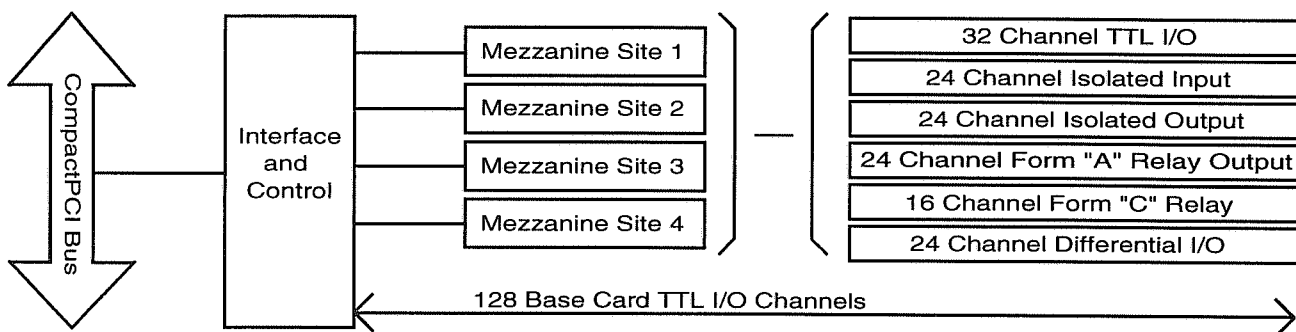 CompactPCI Bus
Interface
and
Control
Mezzanine Site 1
Mezzanine Site 2
Mezzanine Site 3
Mezzanine Site 4
32 Channel TTL I/O
24 Channel Isolated Input
24 Channel Isolated Output
24 Channel Form "A" Relay Output
16 Channel Form "C" Relay
24 Channel Differential I/O
128 Base Card TTL I/O Channels